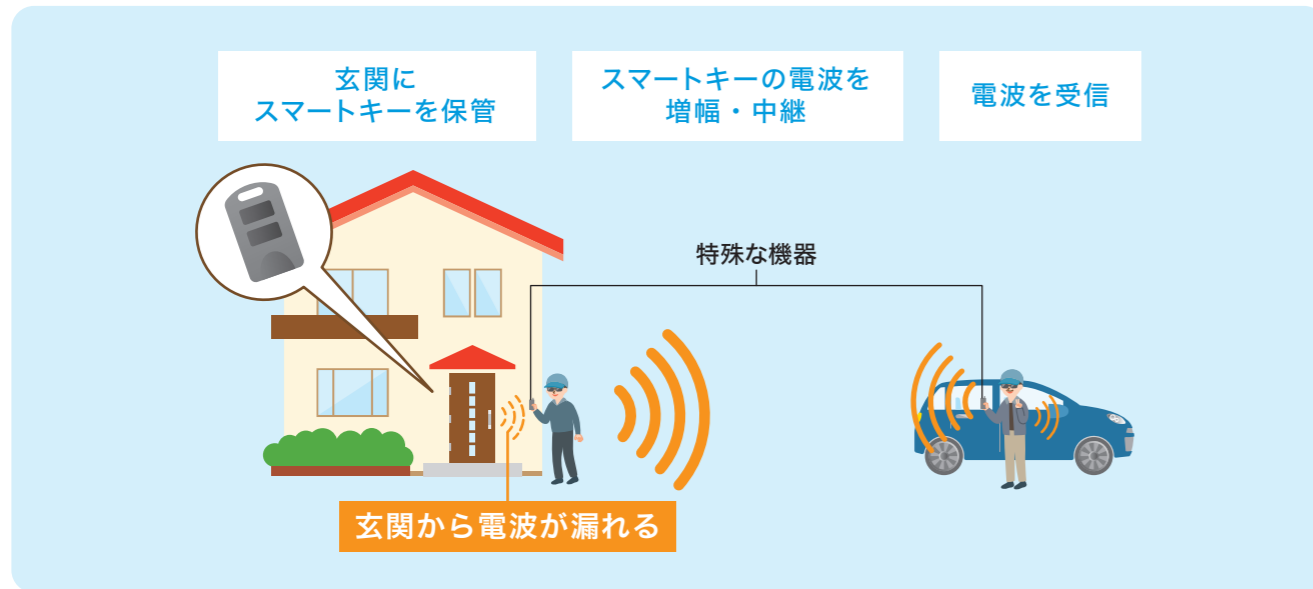 玄関に
スマートキーを保管
スマートキーの電波を
増幅・中継
電波を受信
特殊な機器
玄関から電波が漏れる